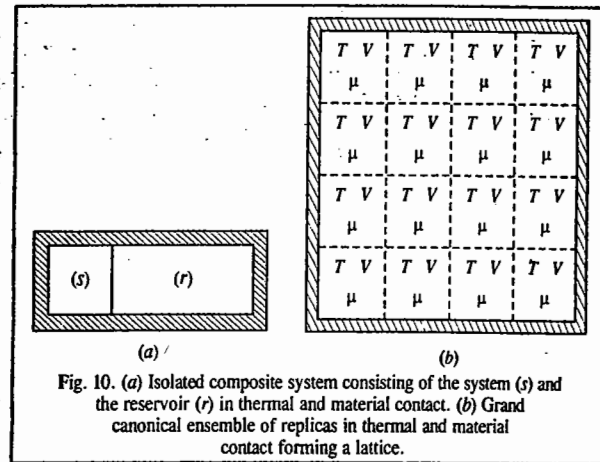 T V T V T V T V
μ μ μ μ
T V T V T V T V
μ μ μ μ
T V T V T V T V
μ μ μ μ
T V T V T V T V
μ μ μ μ
(s) (r)
(a) (b)
Fig. 10. (a) Isolated composite system consisting of the system (s) and
the reservoir (r) in thermal and material contact. (b) Grand
canonical ensemble of replicas in thermal and material
contact forming a lattice.